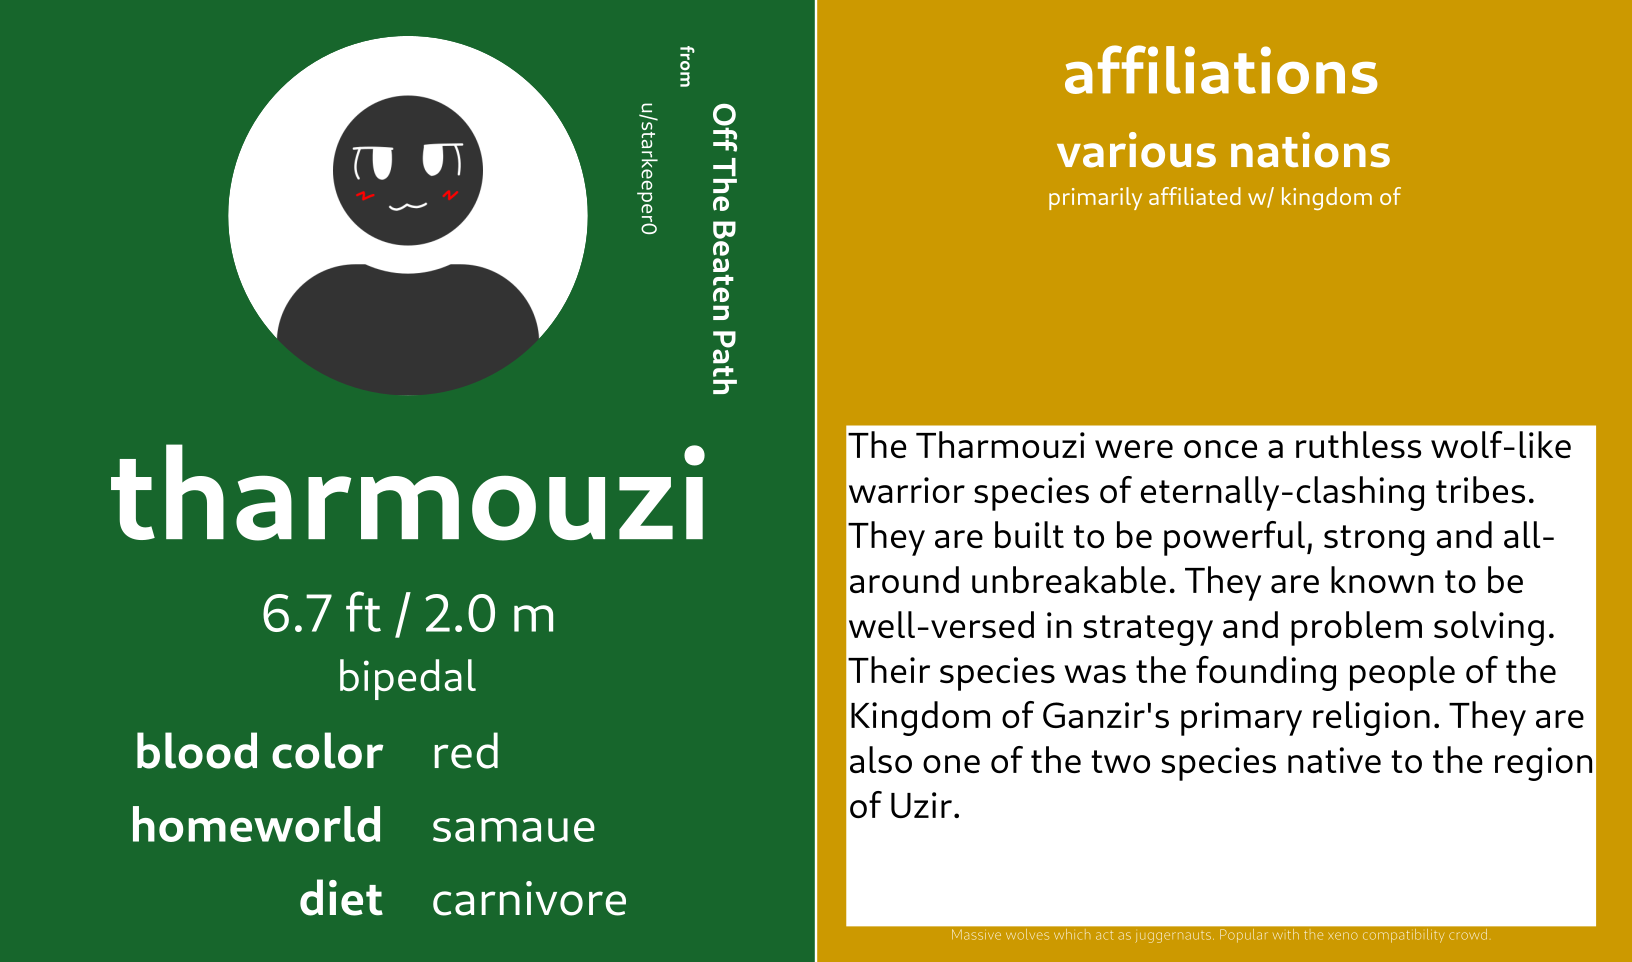 from
Off The Beaten Path
u/starkeeper0
tharmouzi
6.7 ft / 2.0 m
bipedal
blood color red
homeworld samaue
diet carnivore
affiliations
various nations
primarily affiliated w/ kingdom of
The Tharmouzi were once a ruthless wolf-like
warrior species of eternally-clashing tribes.
They are built to be powerful, strong and all-
around unbreakable. They are known to be
well-versed in strategy and problem solving.
Their species was the founding people of the
Kingdom of Ganzir's primary religion. They are
also one of the two species native to the region
of Uzir.
Massive wolves which act as juggernauts. Popular with the xeno compatibility crowd.